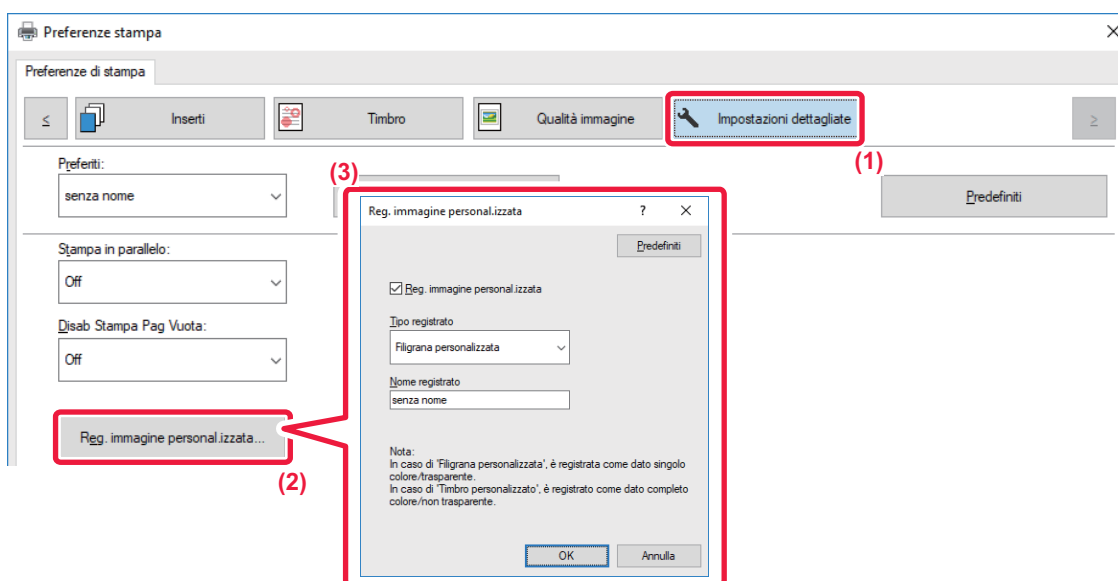 Preferenze stampa
Preferenze di stampa
≤
Inserti
Timbro
Qualità immagine
Impostazioni dettagliate
≥
(1)
Preferiti:
senza nome
Predefiniti
(3)
Stampa in parallelo:
Off
Disab Stampa Pag Vuota:
Off
Reg. immagine personal.izzata...
(2)
Reg. immagine personal.izzata
?
Predefiniti
Reg. immagine personal.izzata
Tipo registrato
Filigrana personalizzata
Nome registrato
senza nome
Nota:
In caso di 'Filigrana personalizzata', è registrata come dato singolo
colore/trasparente.
In caso di 'Timbro personalizzato', è registrato come dato completo
colore/non trasparente.
OK
Annulla